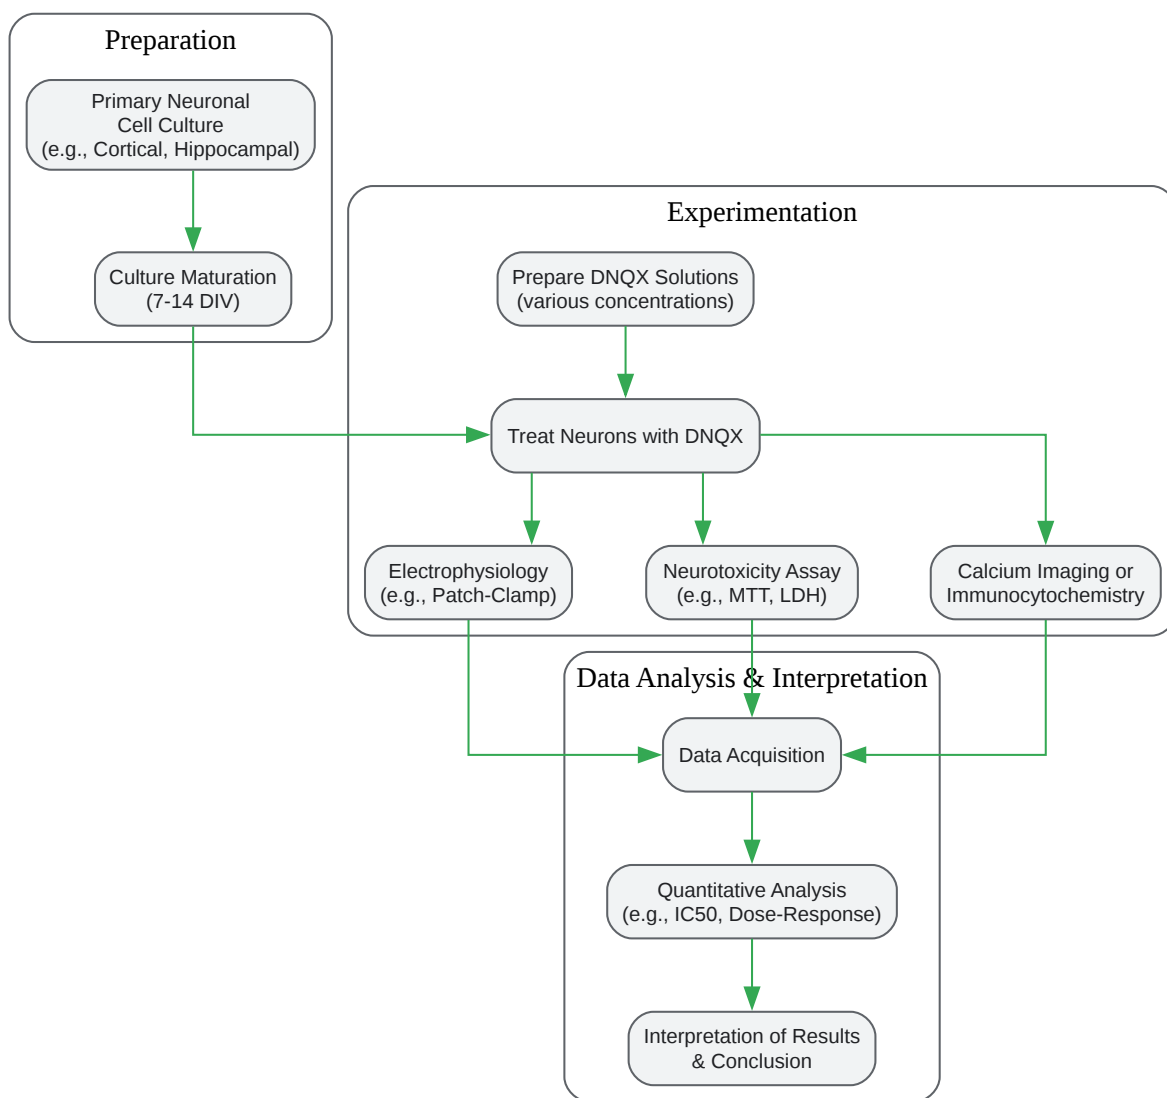 Preparation
Primary Neuronal
Cell Culture
(e.g., Cortical, Hippocampal)
Culture Maturation
(7-14 DIV)
Experimentation
Prepare DNQX Solutions
(various concentrations)
Treat Neurons with DNQX
Electrophysiology
(e.g., Patch-Clamp)
Neurotoxicity Assay
(e.g., MTT, LDH)
Calcium Imaging or
Immunocytochemistry
Data Analysis & Interpretation
Data Acquisition
Quantitative Analysis
(e.g., IC50, Dose-Response)
Interpretation of Results
& Conclusion